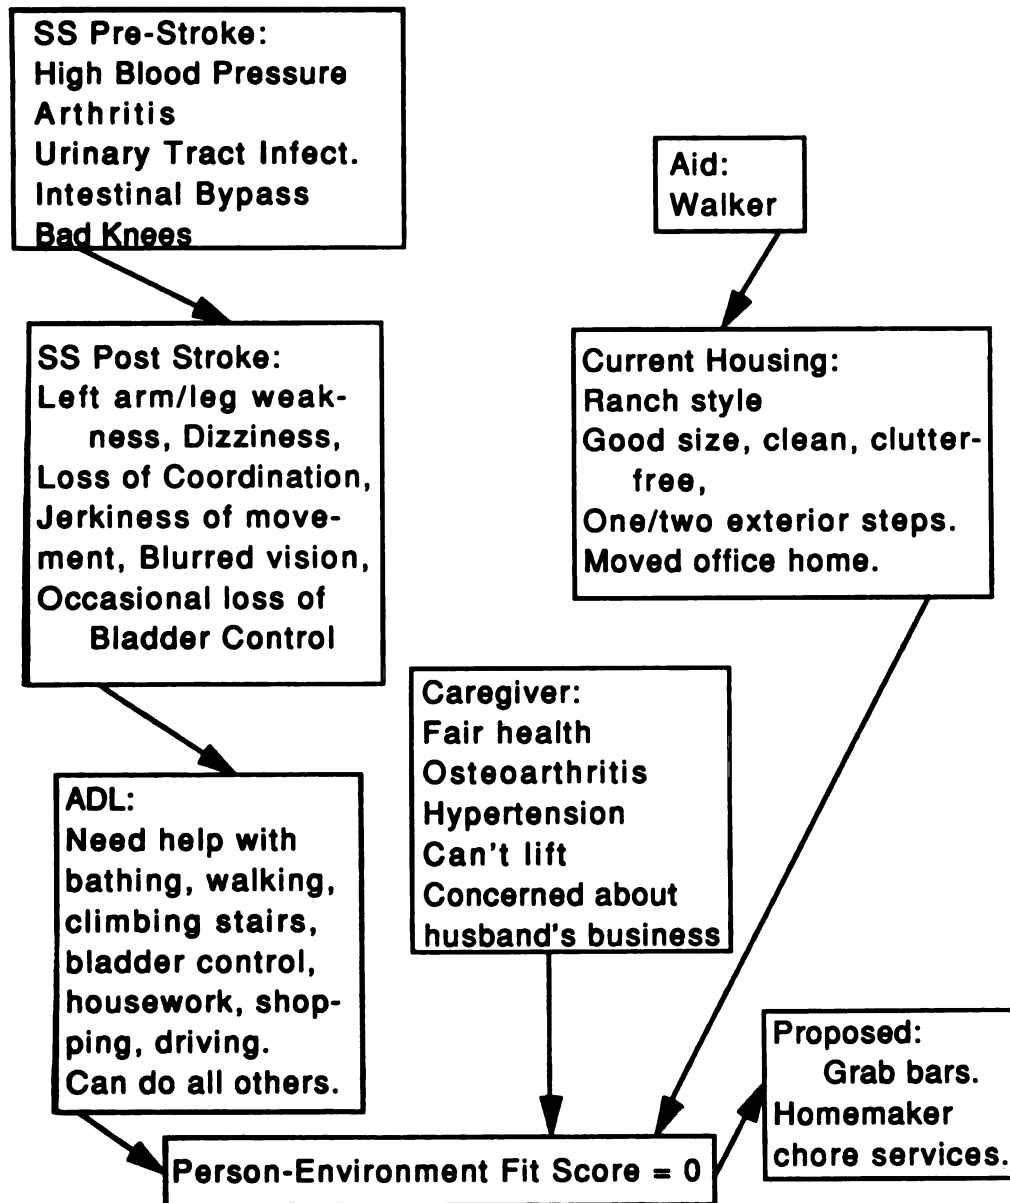 SS Pre-Stroke:
High Blood Pressure
Arthritis
Urinary Tract Infect.
Intestinal Bypass
Bad Knees
Aid:
Walker
SS Post Stroke:
Left arm/leg weak-
ness, Dizziness,
Loss of Coordination,
Jerkiness of move-
ment, Blurred vision,
Occasional loss of
Bladder Control
Current Housing:
Ranch style
Good size, clean, clutter-
free,
One/two exterior steps.
Moved office home.
Caregiver:
Fair health
Osteoarthritis
Hypertension
Can't lift
Concerned about
husband's business
ADL:
Need help with
bathing, walking,
climbing stairs,
bladder control,
housework, shop-
ping, driving.
Can do all others.
Proposed:
Grab bars.
Homemaker
chore services.
Person-Environment Fit Score = 0